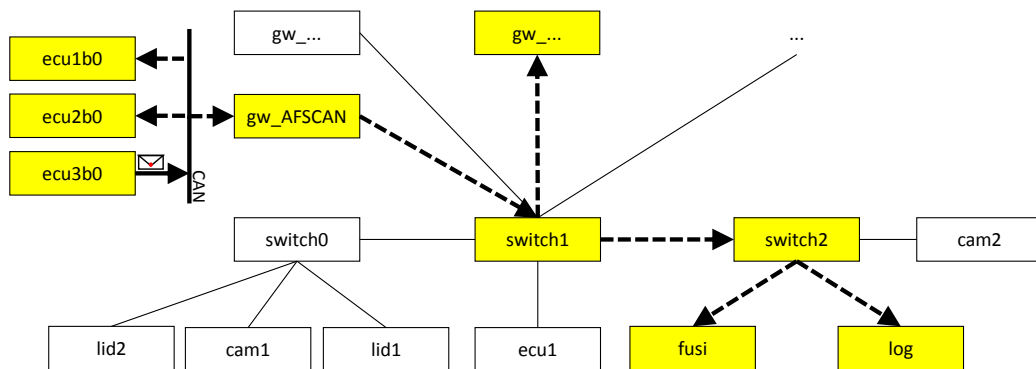 gw_...
gw_...
...
ecu1b0
ecu2b0
gw_AFSCAN
ecu3b0
CAN
switch0
switch1
switch2
cam2
lid2
cam1
lid1
ecu1
fusi
log